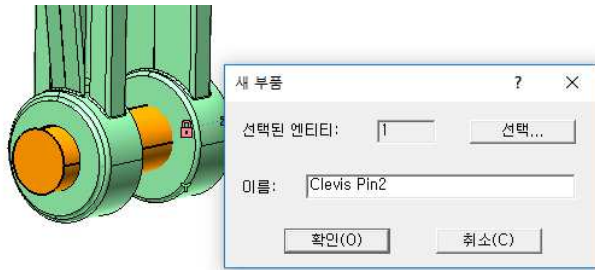 새 부품
? ×
선택된 엔티티: 1 선택...
이름: Clevis Pin2
확인(O) 취소(C)